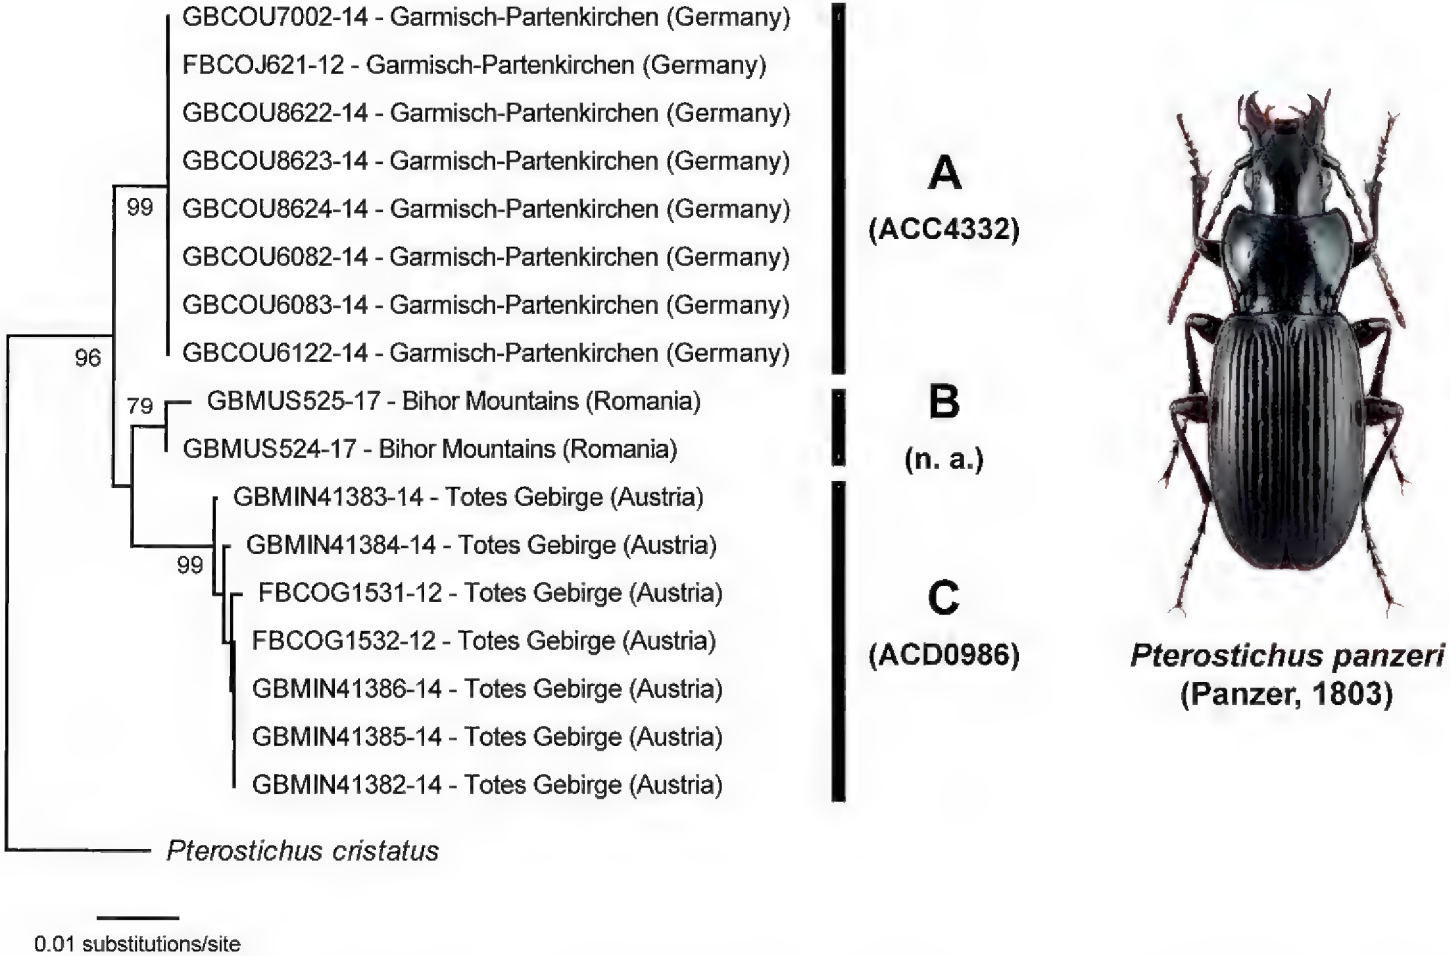 GBCOU7002-14 - Garmisch-Partenkirchen (Germany)
FBCOJ621-12 - Garmisch-Partenkirchen (Germany)
GBCOU8622-14 - Garmisch-Partenkirchen (Germany)
GBCOU8623-14 - Garmisch-Partenkirchen (Germany)
GBCOU8624-14 - Garmisch-Partenkirchen (Germany)
GBCOU6082-14 - Garmisch-Partenkirchen (Germany)
GBCOU6083-14 - Garmisch-Partenkirchen (Germany)
GBCOU6122-14 - Garmisch-Partenkirchen (Germany)
GBMUS525-17 - Bihor Mountains (Romania)
GBMUS524-17 - Bihor Mountains (Romania)
GBMIN41383-14 - Totes Gebirge (Austria)
GBMIN41384-14 - Totes Gebirge (Austria)
FBCOG1531-12 - Totes Gebirge (Austria)
FBCOG1532-12 - Totes Gebirge (Austria)
GBMIN41386-14 - Totes Gebirge (Austria)
GBMIN41385-14 - Totes Gebirge (Austria)
GBMIN41382-14 - Totes Gebirge (Austria)
Pterostichus cristatus
99
96
79
99
0.01 substitutions/site
A
(ACC4332)
B
(n. a.)
C
(ACD0986)
Pterostichus panzeri
(Panzer, 1803)